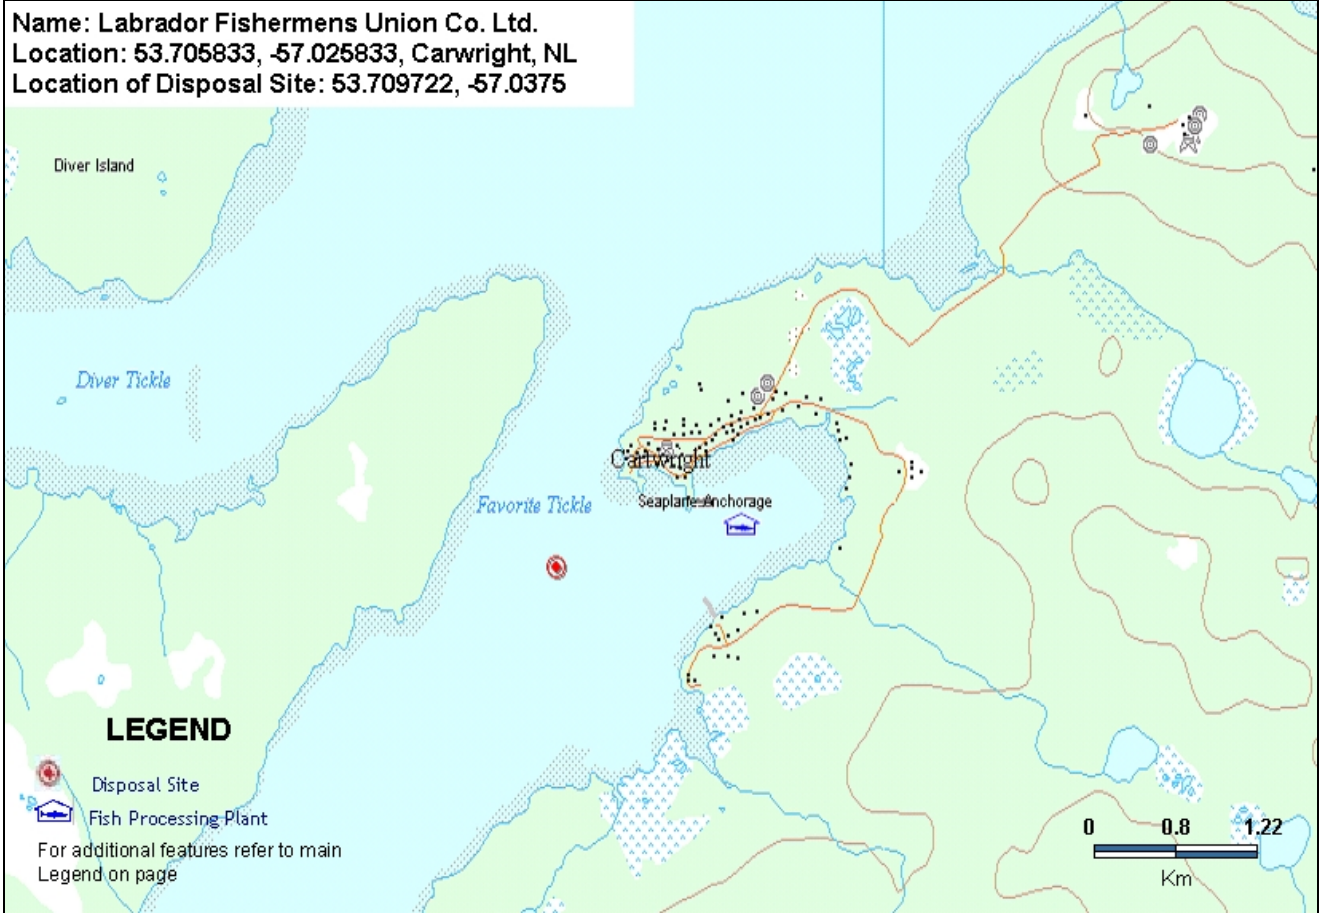 Name: Labrador Fishermens Union Co. Ltd.
Location: 53.705833, -57.025833, Carwright, NL
Location of Disposal Site: 53.709722, -57.0375
Diver Island
Diver Tickle
Cartwright
Favorite Tickle
Seaplane Anchorage
LEGEND
Disposal Site
Fish Processing Plant
For additional features refer to main
Legend on page
0 0.8 1.22
Km